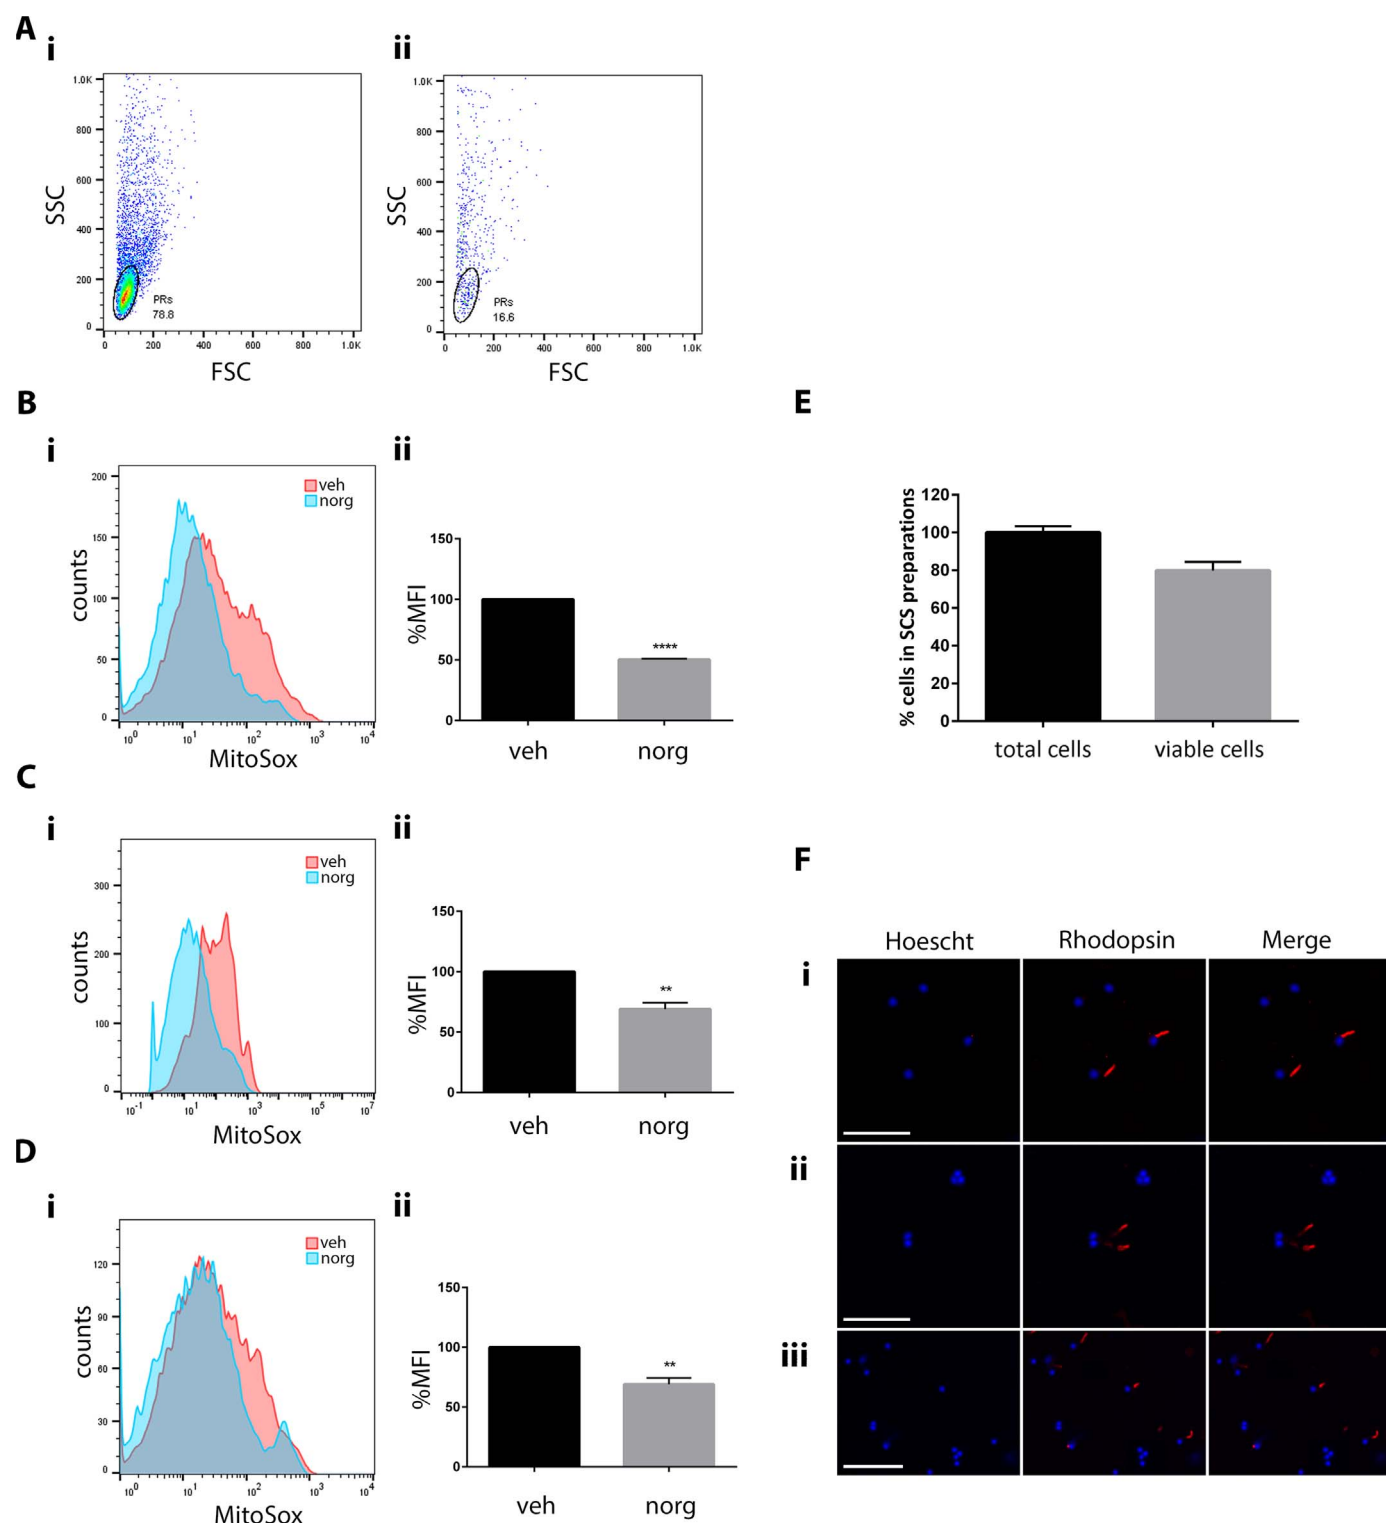 A
i
ii
1.0K
800
600
400
200
0
SSC
PRs
78.8
0 200 400 600 800 1.0K
FSC
1.0K
800
600
400
200
0
SSC
PRs
16.6
0 200 400 600 800 1.0K
FSC
B
i
ii
200
150
100
50
0
counts
veh
norg
10^0 10^1 10^2 10^3 10^4
MitoSox
150
100
50
0
%MFI
****
veh norg
C
i
ii
300
200
100
0
counts
veh
norg
10^-1 10^1 10^3 10^5 10^7
MitoSox
150
100
50
0
%MFI
**
veh norg
D
i
ii
120
90
60
30
0
counts
veh
norg
10^0 10^1 10^2 10^3 10^4
MitoSox
150
100
50
0
%MFI
**
veh norg
E
120
100
80
60
40
20
0
% cells in SCS preparations
total cells viable cells
F
Hoescht Rhodopsin Merge
i
ii
iii